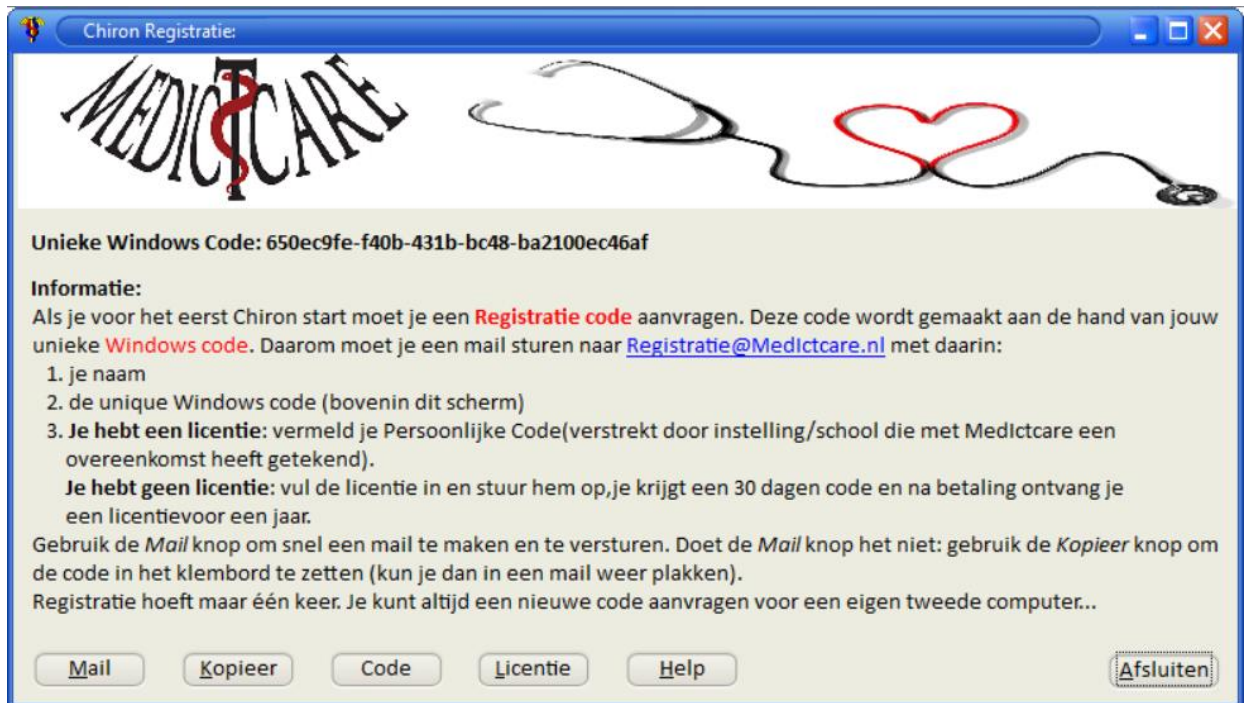 Chiron Registratie:
MEDICTCARE
Unieke Windows Code: 650ec9fe-f40b-431b-bc48-ba2100ec46af
Informatie:
Als je voor het eerst Chiron start moet je een Registratie code aanvragen. Deze code wordt gemaakt aan de hand van jouw
unieke Windows code. Daarom moet je een mail sturen naar Registratie@MedIctcare.nl met daarin:
1. je naam
2. de unique Windows code (bovenin dit scherm)
3. Je hebt een licentie: vermeld je Persoonlijke Code(verstrekt door instelling/school die met MedIctcare een
overeenkomst heeft getekend).
Je hebt geen licentie: vul de licentie in en stuur hem op,je krijgt een 30 dagen code en na betaling ontvang je
een licentievoor een jaar.
Gebruik de Mail knop om snel een mail te maken en te versturen. Doet de Mail knop het niet: gebruik de Kopieer knop om
de code in het klembord te zetten (kun je dan in een mail weer plakken).
Registratie hoeft maar één keer. Je kunt altijd een nieuwe code aanvragen voor een eigen tweede computer...
Mail Kopieer Code Licentie Help Afsluiten